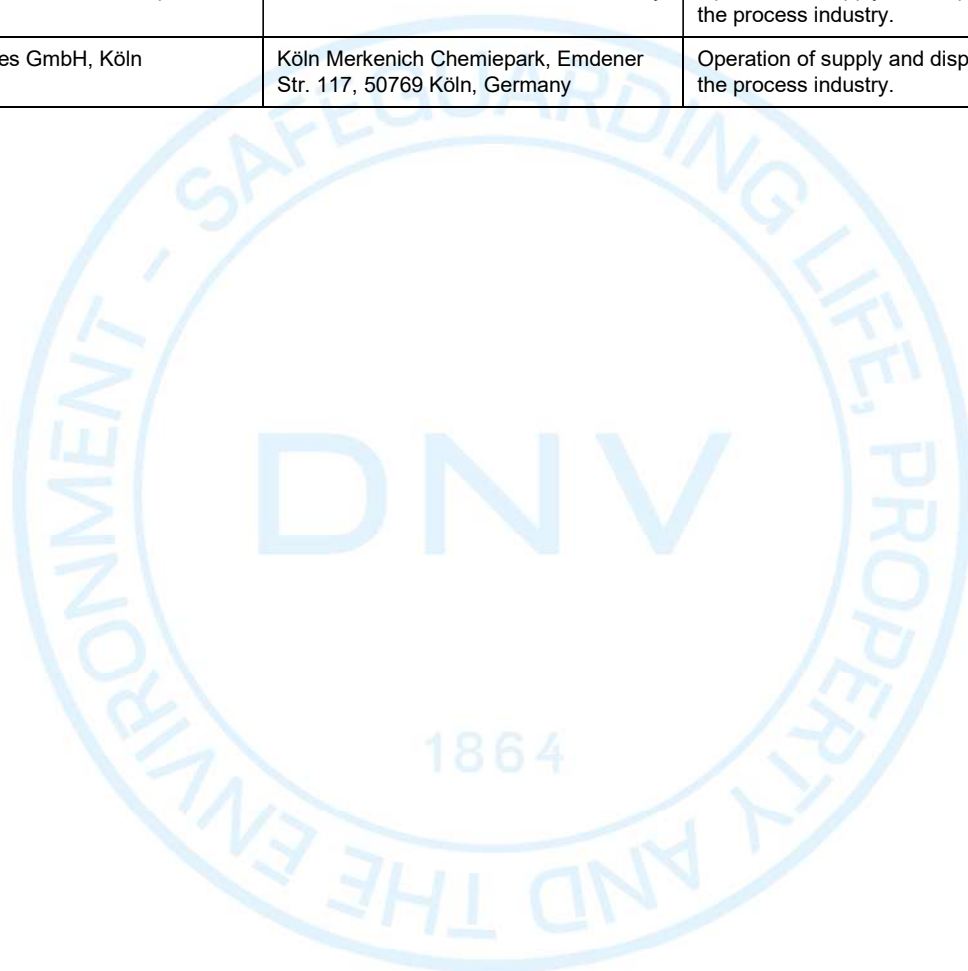 the process industry.
es GmbH, Köln
Köln Merkenich Chemiepark, Emdener
Str. 117, 50769 Köln, Germany
Operation of supply and disp
the process industry.
SAFEGUARDING LIFE, PROPERTY AND THE ENVIRONMENT -
DNV
1864